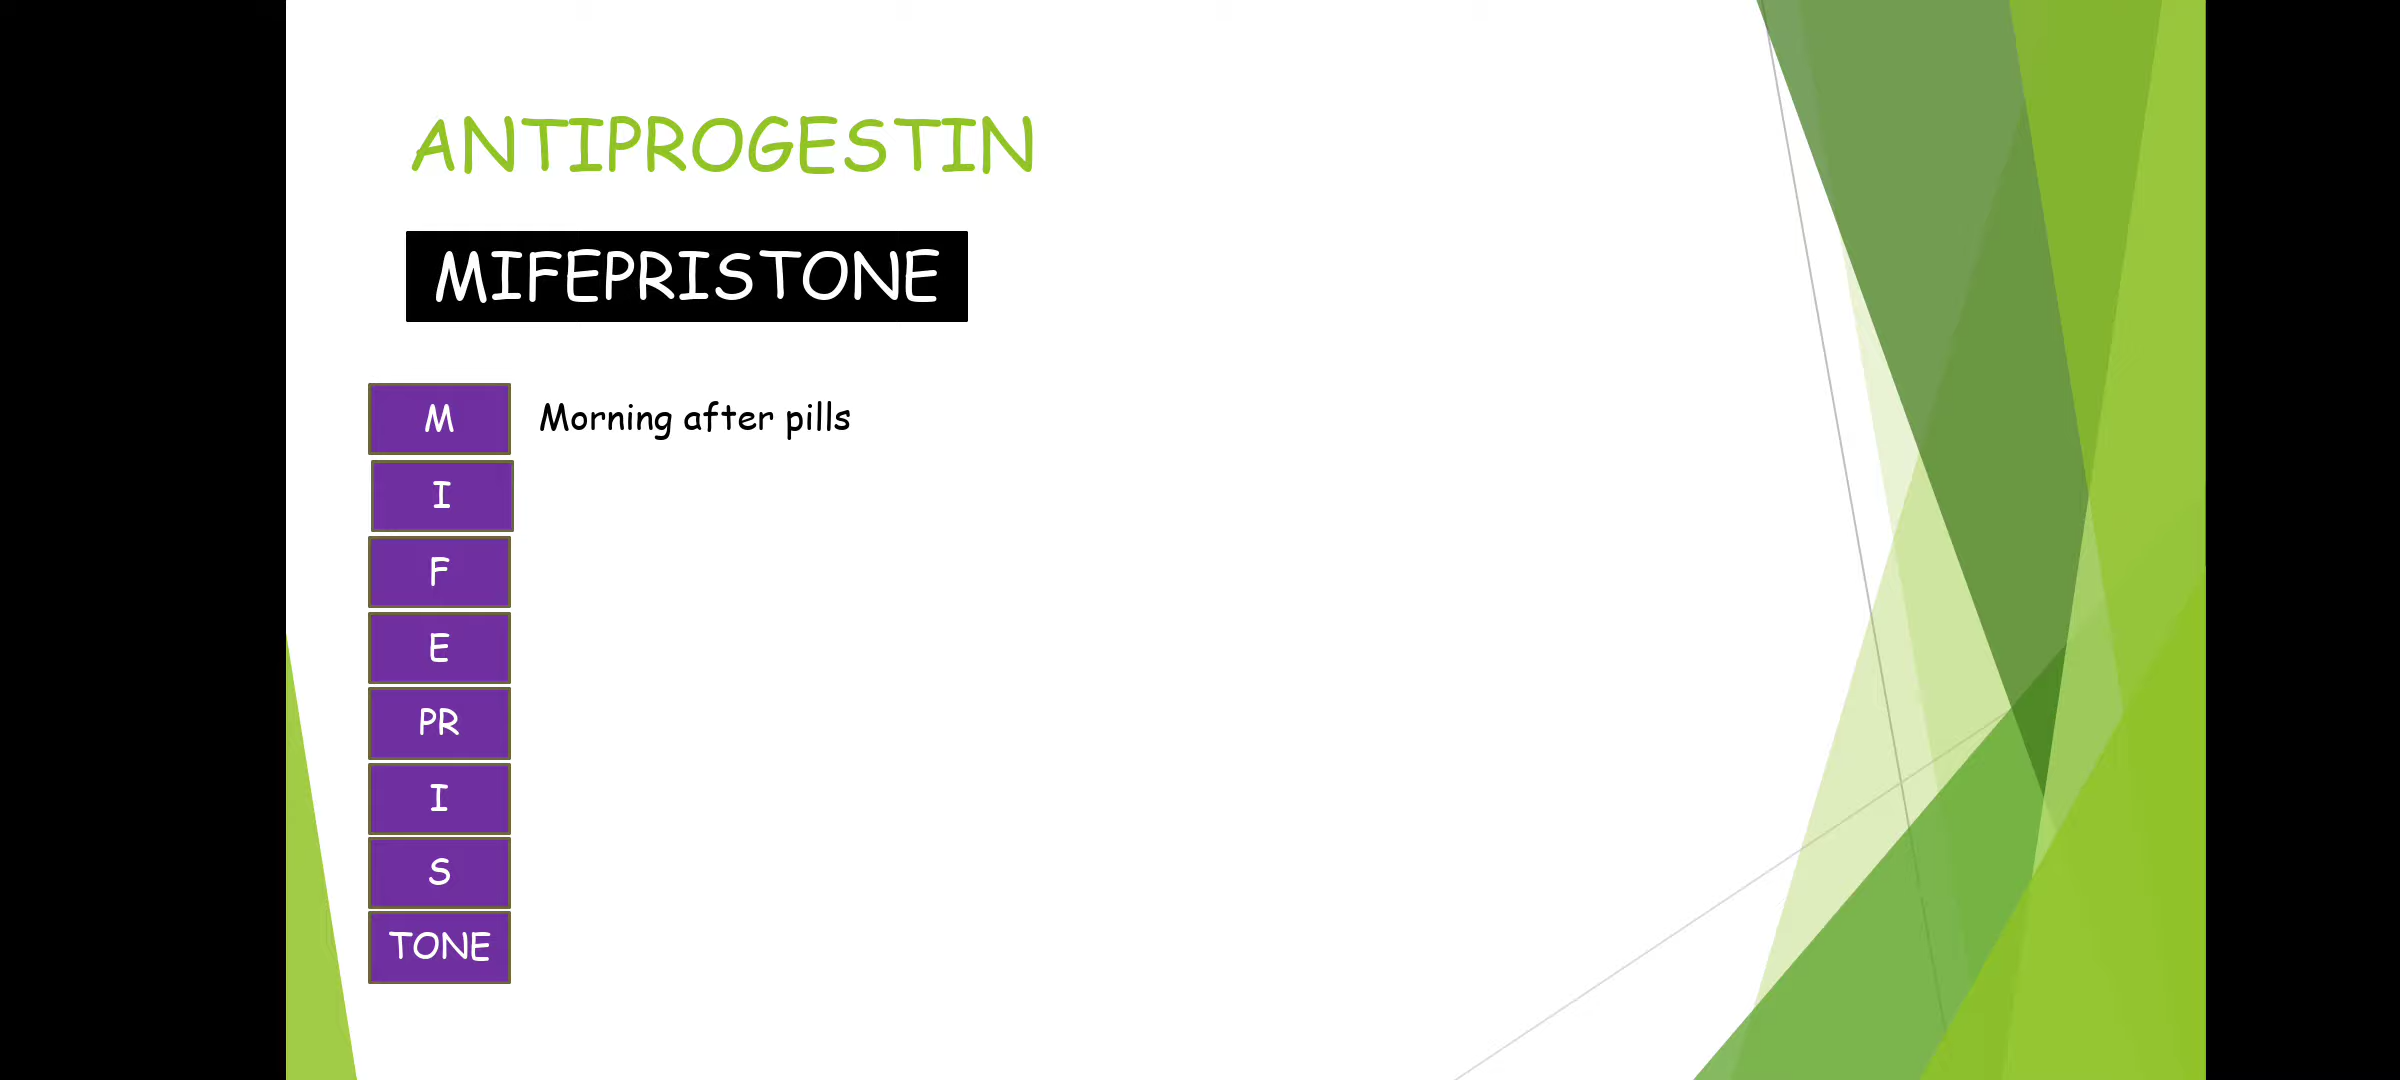 ANTIPROGESTIN
MIFEPRISTONE
M Morning after pills
I
F
E
PR
I
S
TONE